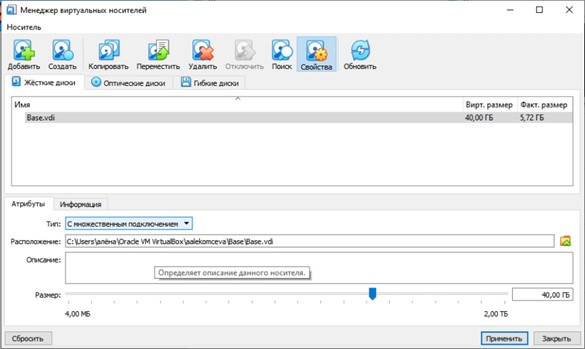 Менеджер виртуальных носителей
Носитель
Добавить Создать Копировать Переместить Удалить Отключить Поиск Свойства Обновить
Жёсткие диски Оптические диски Гибкие диски
Имя Вирт. размер Факт. размер
Base.vdi 40,00 ГБ 5,72 ГБ
Атрибуты Информация
Тип: С множественным подключением
Расположение: C:\Users\алёна\Oracle VM VirtualBox\aalekomceva\Base\Base.vdi
Описание:
Определяет описание данного носителя.
Размер: 40,00 ГБ
4,00 МБ 2,00 ТБ
Сбросить Применить Закрыть